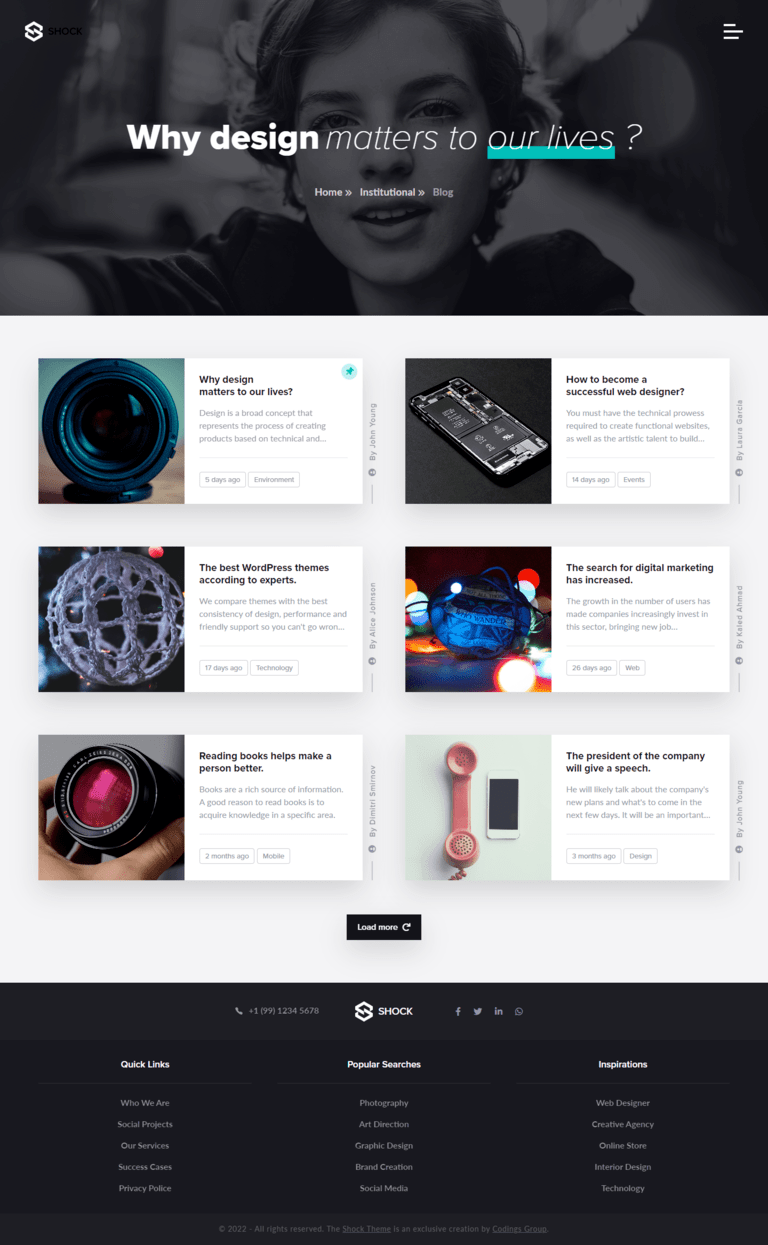 SHOCK
Why design matters to our lives ?
Home » Institutional » Blog
Why design
matters to our lives?
Design is a broad concept that
represents the process of creating
products based on technical and...
5 days ago Environment
By John Young
How to become a
successful web designer?
You must have the technical prowess
required to create functional websites,
as well as the artistic talent to build...
14 days ago Events
By Laura Garcia
The best WordPress themes
according to experts.
We compare themes with the best
consistency of design, performance and
friendly support so you can't go wron...
17 days ago Technology
By Alice Johnson
The search for digital marketing
has increased.
The growth in the number of users has
made companies increasingly invest in
this sector, bringing new job...
26 days ago Web
By Kaled Ahmad
Reading books helps make a
person better.
Books are a rich source of information.
A good reason to read books is to
acquire knowledge in a specific area.
2 months ago Mobile
By Dimitri Smirnov
The president of the company
will give a speech.
He will likely talk about the company's
new plans and what's to come in the
next few days. It will be an important...
3 months ago Design
By John Young
Load more
+1 (99) 1234 5678
SHOCK
Quick Links
Who We Are
Social Projects
Our Services
Success Cases
Privacy Police
Popular Searches
Photography
Art Direction
Graphic Design
Brand Creation
Social Media
Inspirations
Web Designer
Creative Agency
Online Store
Interior Design
Technology
© 2022 - All rights reserved. The Shock Theme is an exclusive creation by Codings Group.